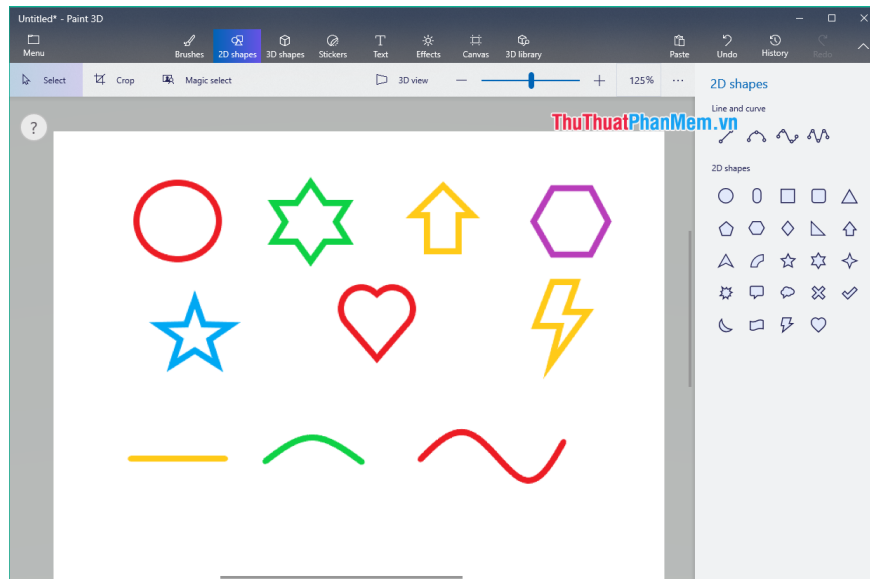 Untitled* - Paint 3D
Menu
Brushes
2D shapes
3D shapes
Stickers
Text
Effects
Canvas
3D library
Paste
Undo
History
Redo
Select
Crop
Magic select
3D view
125%
2D shapes
Line and curve
ThuThuatPhanMem.vn
?
2D shapes